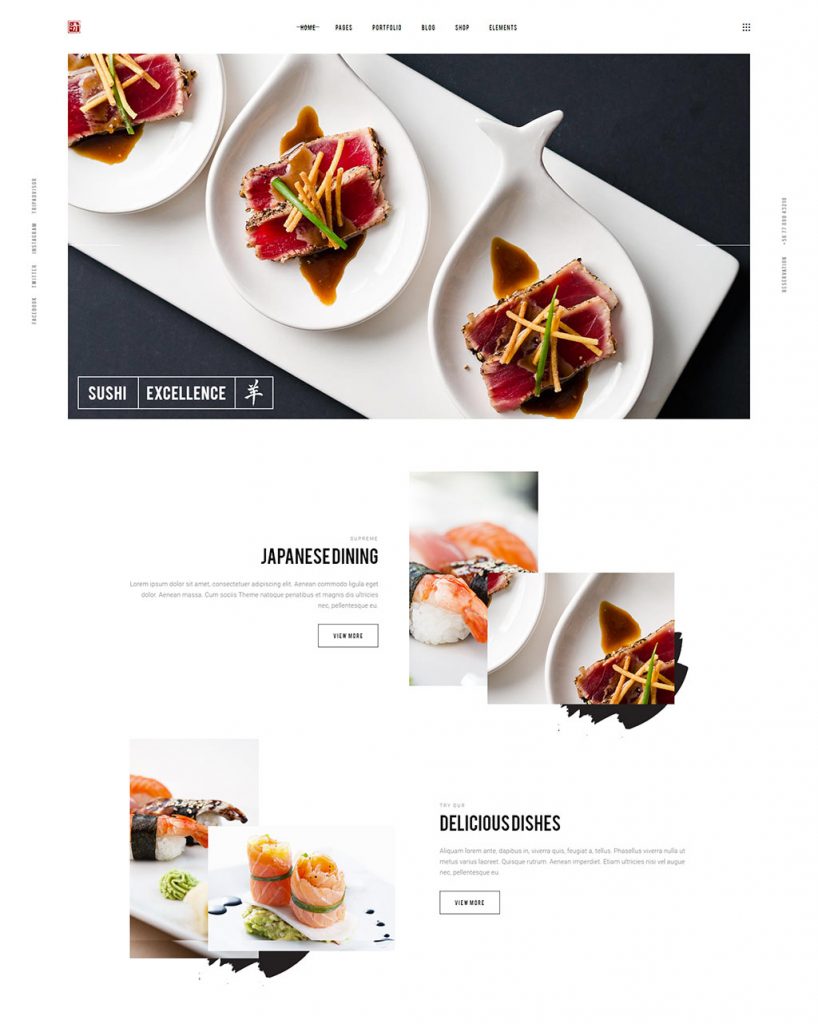 HOME PAGES PORTFOLIO BLOG SHOP ELEMENTS
TRIPADVISOR
INSTAGRAM
TWITTER
FACEBOOK
RESERVATION
SUSHI EXCELLENCE 羊
SUPREME
JAPANESE DINING
Lorem ipsum dolor sit amet, consectetuer adipiscing elit. Aenean commodo ligula eget
dolor. Aenean massa. Cum sociis Theme natoque penatibus et magnis dis ultricies
nec, pellentesque eu.
VIEW MORE
TRY OUR
DELICIOUS DISHES
Aliquam lorem ante, dapibus in, viverra quis, feugiat a, tellus. Phasellus viverra nulla ut
metus varius laoreet. Quisque rutrum. Aenean imperdiet. Etiam ultricies nisi vel augue
nec, pellentesque eu
VIEW MORE